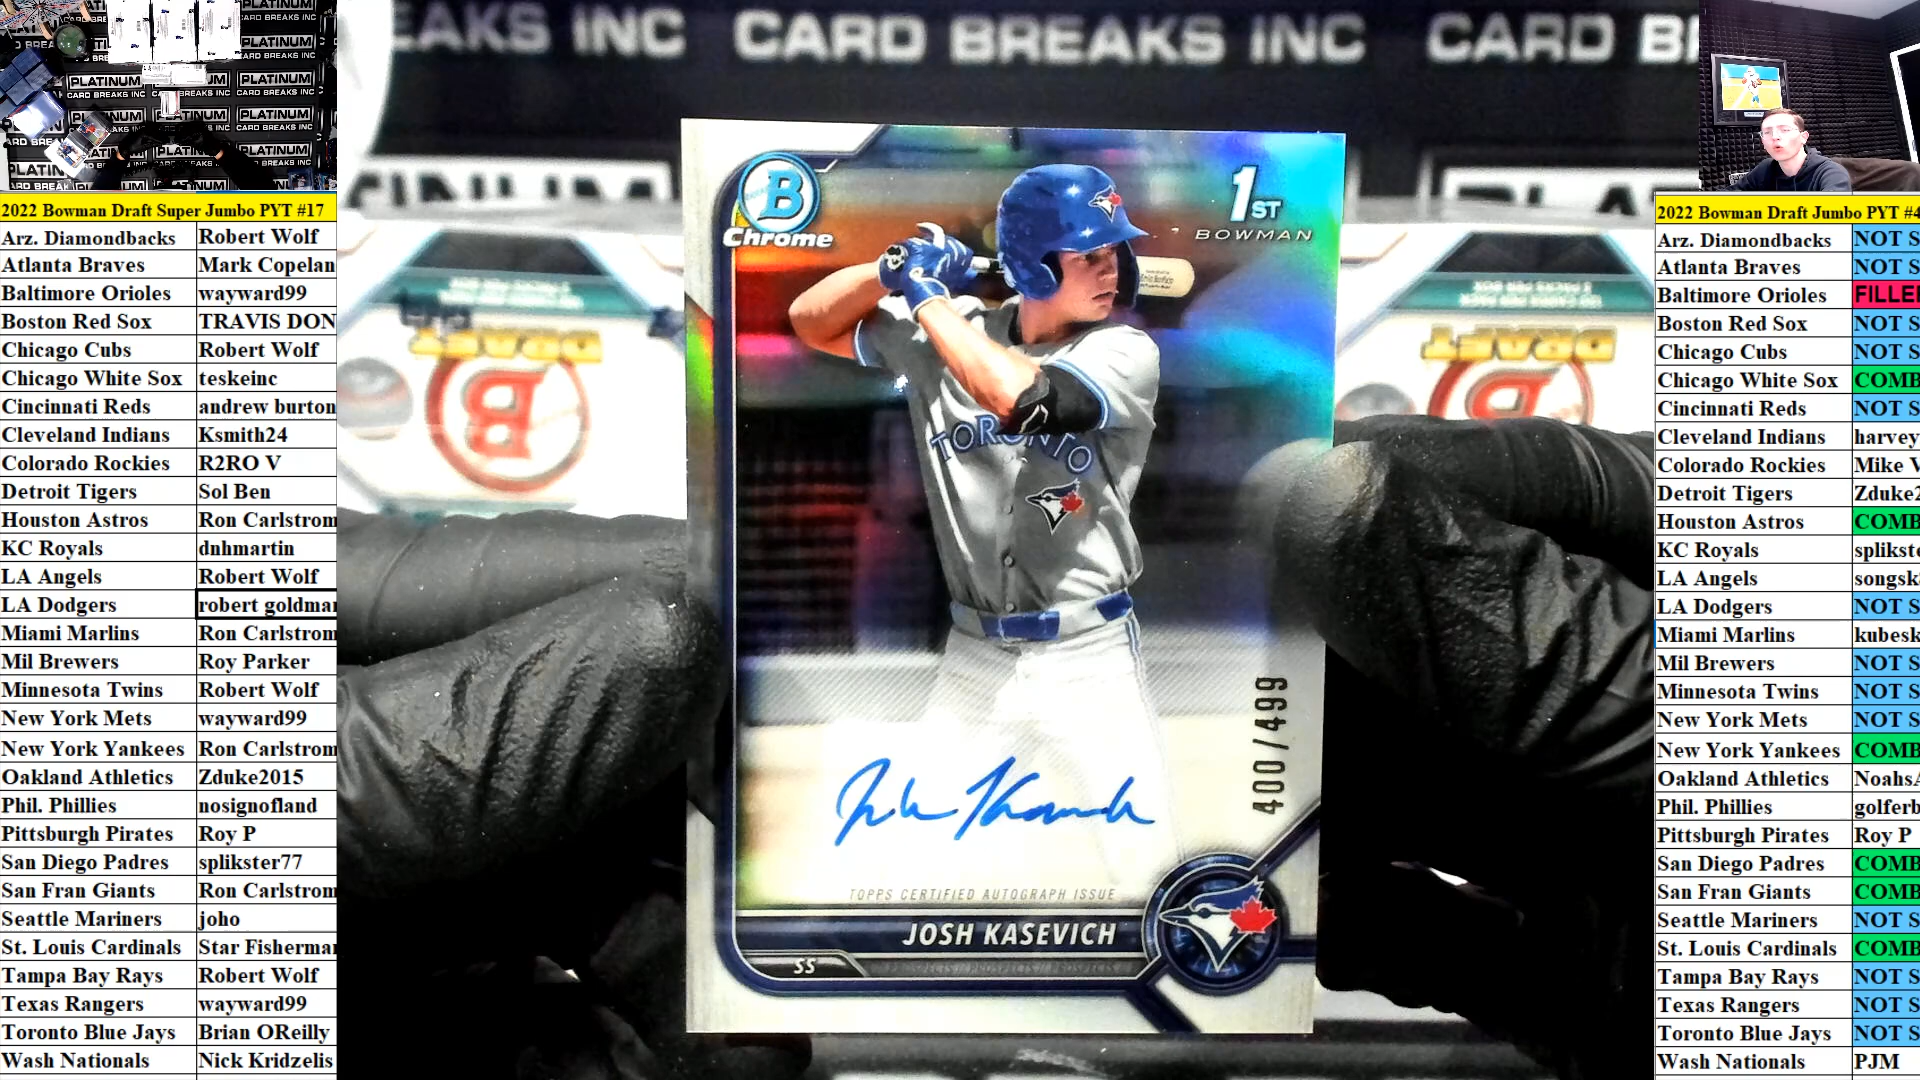 EAKS INC CARD BREAKS INC CARD B
PLATINUM
CARD BREAKS INC
2022 Bowman Draft Super Jumbo PYT #17
Arz. Diamondbacks Robert Wolf
Atlanta Braves Mark Copelan
Baltimore Orioles wayward99
Boston Red Sox TRAVIS DON
Chicago Cubs Robert Wolf
Chicago White Sox teskeinc
Cincinnati Reds andrew burton
Cleveland Indians Ksmith24
Colorado Rockies R2RO V
Detroit Tigers Sol Ben
Houston Astros Ron Carlstrom
KC Royals dnhmartin
LA Angels Robert Wolf
LA Dodgers robert goldma
Miami Marlins Ron Carlstrom
Mil Brewers Roy Parker
Minnesota Twins Robert Wolf
New York Mets wayward99
New York Yankees Ron Carlstrom
Oakland Athletics Zduke2015
Phil. Phillies nosignofland
Pittsburgh Pirates Roy P
San Diego Padres splikster77
San Fran Giants Ron Carlstrom
Seattle Mariners joho
St. Louis Cardinals Star Fisherma
Tampa Bay Rays Robert Wolf
Texas Rangers wayward99
Toronto Blue Jays Brian OReilly
Wash Nationals Nick Kridzelis
B
Chrome
1ST
BOWMAN
TORONTO
400/499
Josh Kasevich
TOPPS CERTIFIED AUTOGRAPH ISSUE
JOSH KASEVICH
SS
DRAFT
B
DRAFT
B
2022 Bowman Draft Jumbo PYT #4
Arz. Diamondbacks NOT S
Atlanta Braves NOT S
Baltimore Orioles FILLE
Boston Red Sox NOT S
Chicago Cubs NOT S
Chicago White Sox COMB
Cincinnati Reds NOT S
Cleveland Indians harvey
Colorado Rockies Mike V
Detroit Tigers Zduke2
Houston Astros COMB
KC Royals splikste
LA Angels songsk
LA Dodgers NOT S
Miami Marlins kubesk
Mil Brewers NOT S
Minnesota Twins NOT S
New York Mets NOT S
New York Yankees COMB
Oakland Athletics NoahsA
Phil. Phillies golferb
Pittsburgh Pirates Roy P
San Diego Padres COMB
San Fran Giants COMB
Seattle Mariners NOT S
St. Louis Cardinals COMB
Tampa Bay Rays NOT S
Texas Rangers NOT S
Toronto Blue Jays NOT S
Wash Nationals PJM